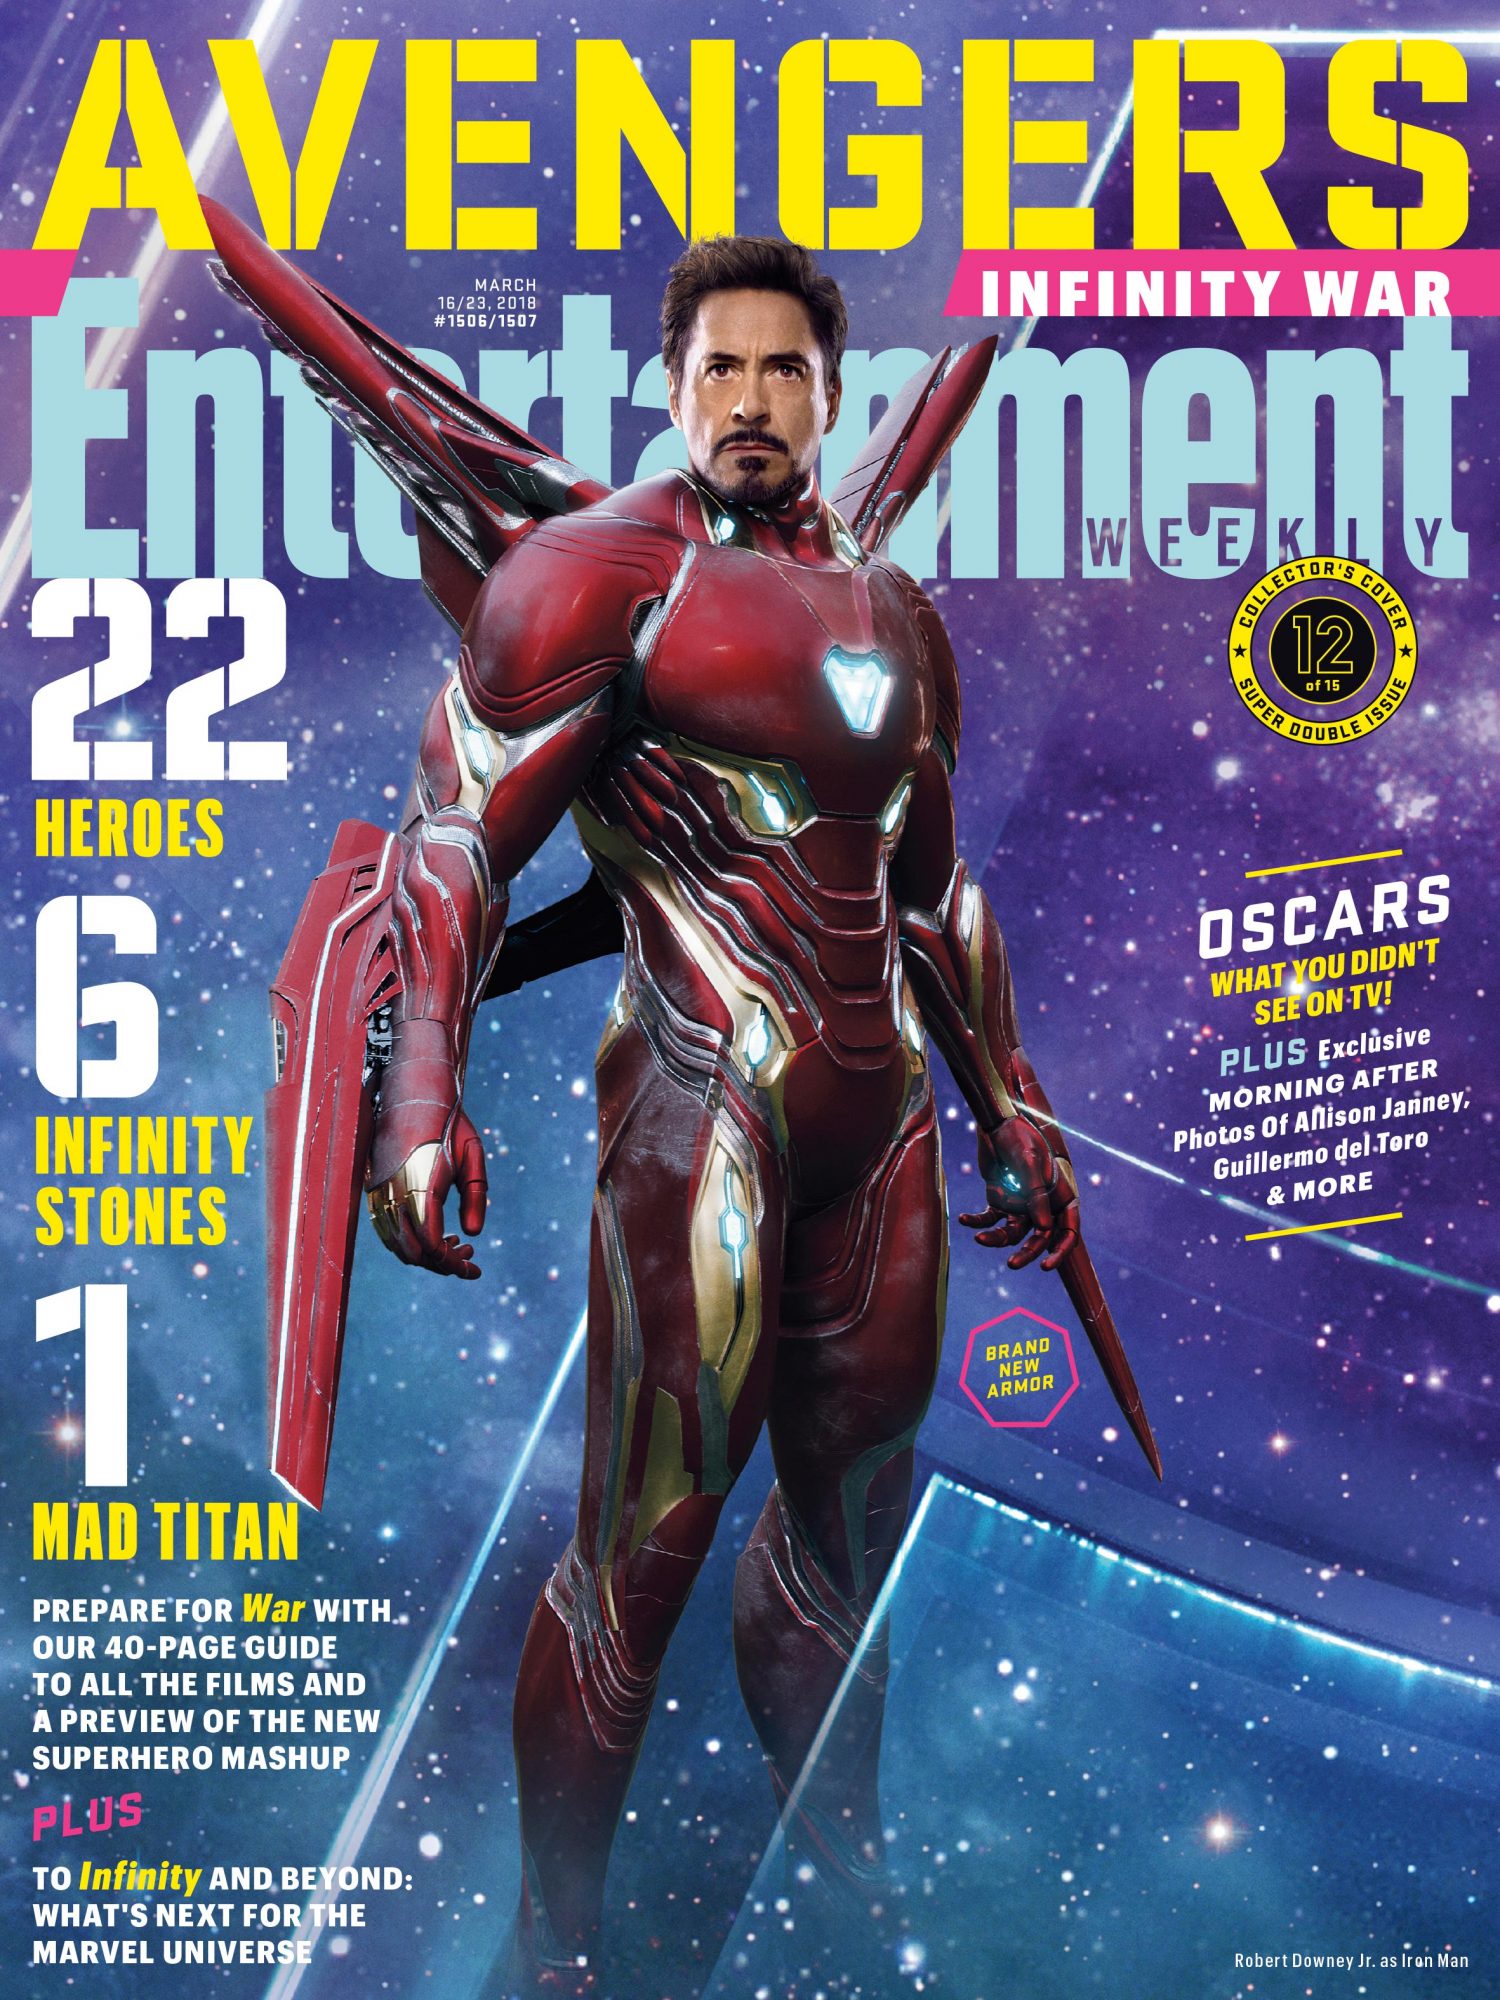 AVENGERS
INFINITY WAR
MARCH
16/23, 2018
#1506/1507
Entertainment
WEEKLY
COLLECTOR'S COVER
12
of 15
SUPER DOUBLE ISSUE
22
HEROES
6
INFINITY
STONES
1
MAD TITAN
PREPARE FOR War WITH
OUR 40-PAGE GUIDE
TO ALL THE FILMS AND
A PREVIEW OF THE NEW
SUPERHERO MASHUP
PLUS
TO Infinity AND BEYOND:
WHAT'S NEXT FOR THE
MARVEL UNIVERSE
OSCARS
WHAT YOU DIDN'T
SEE ON TV!
PLUS Exclusive
MORNING AFTER
Photos Of Allison Janney,
Guillermo del Toro
& MORE
BRAND
NEW
ARMOR
Robert Downey Jr. as Iron Man